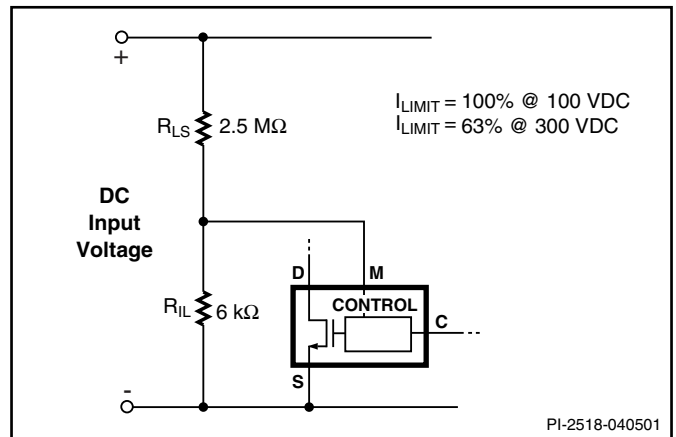 +
I_LIMIT = 100% @ 100 VDC
I_LIMIT = 63% @ 300 VDC
R_LS 2.5 MΩ
DC
Input
Voltage
D M
R_IL 6 kΩ
CONTROL
C
S
-
PI-2518-040501